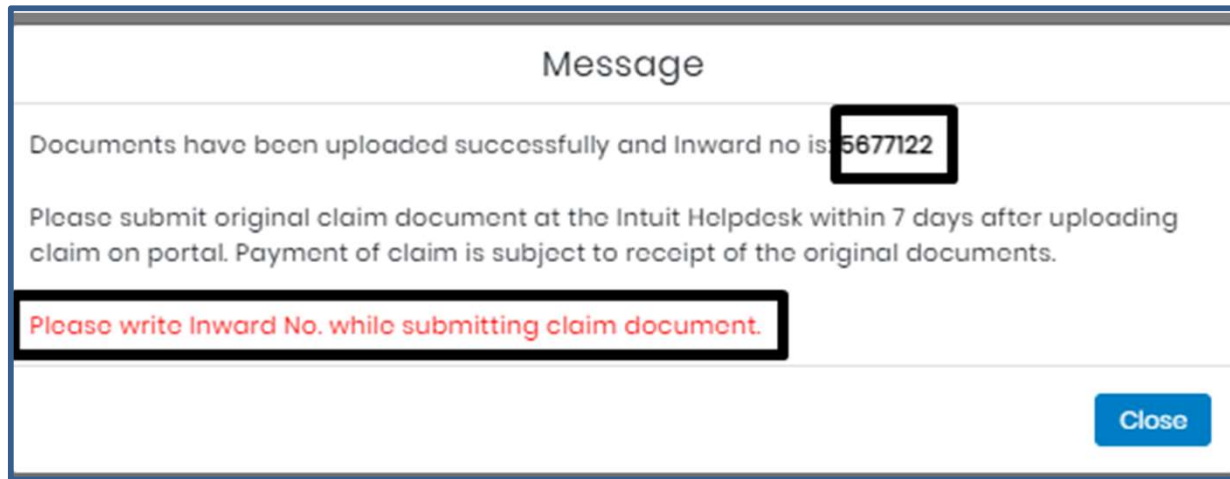 Message
Documents have been uploaded successfully and Inward no is: 5677122
Please submit original claim document at the Intuit Helpdesk within 7 days after uploading
claim on portal. Payment of claim is subject to receipt of the original documents.
Please write Inward No. while submitting claim document.
Close